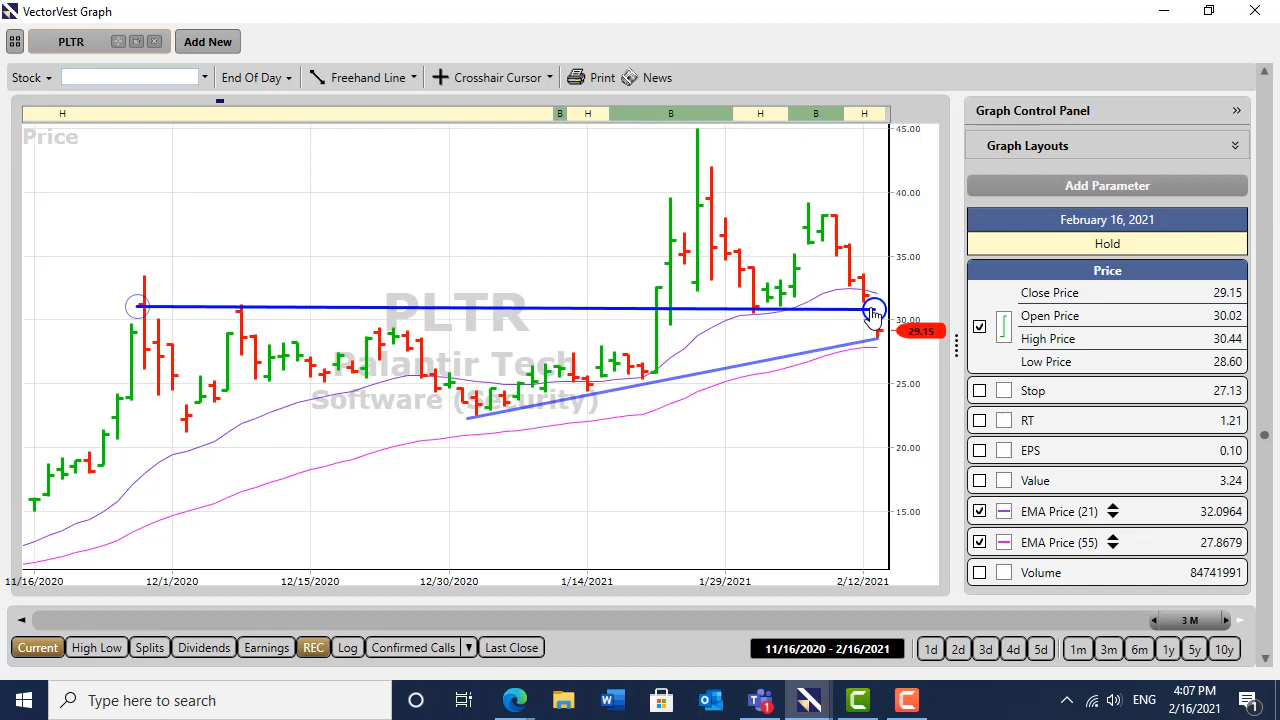 VectorVest Graph
PLTR Add New
Stock End Of Day Freehand Line Crosshair Cursor Print News
H B H B H B H
Price
45.00
40.00
35.00
30.00
29.15
25.00
20.00
15.00
PLTR
Palantir Tech
Software (Security)
11/16/2020 12/1/2020 12/15/2020 12/30/2020 1/14/2021 1/29/2021 2/12/2021
Graph Control Panel
Graph Layouts
Add Parameter
February 16, 2021
Hold
Price
Close Price 29.15
Open Price 30.02
High Price 30.44
Low Price 28.60
Stop 27.13
RT 1.21
EPS 0.10
Value 3.24
EMA Price (21) 32.0964
EMA Price (55) 27.8679
Volume 84741991
3 M
Current High Low Splits Dividends Earnings REC Log Confirmed Calls Last Close 11/16/2020 - 2/16/2021 1d 2d 3d 4d 5d 1m 3m 6m 1y 5y 10y
Type here to search 1 ENG 4:07 PM 1
2/16/2021